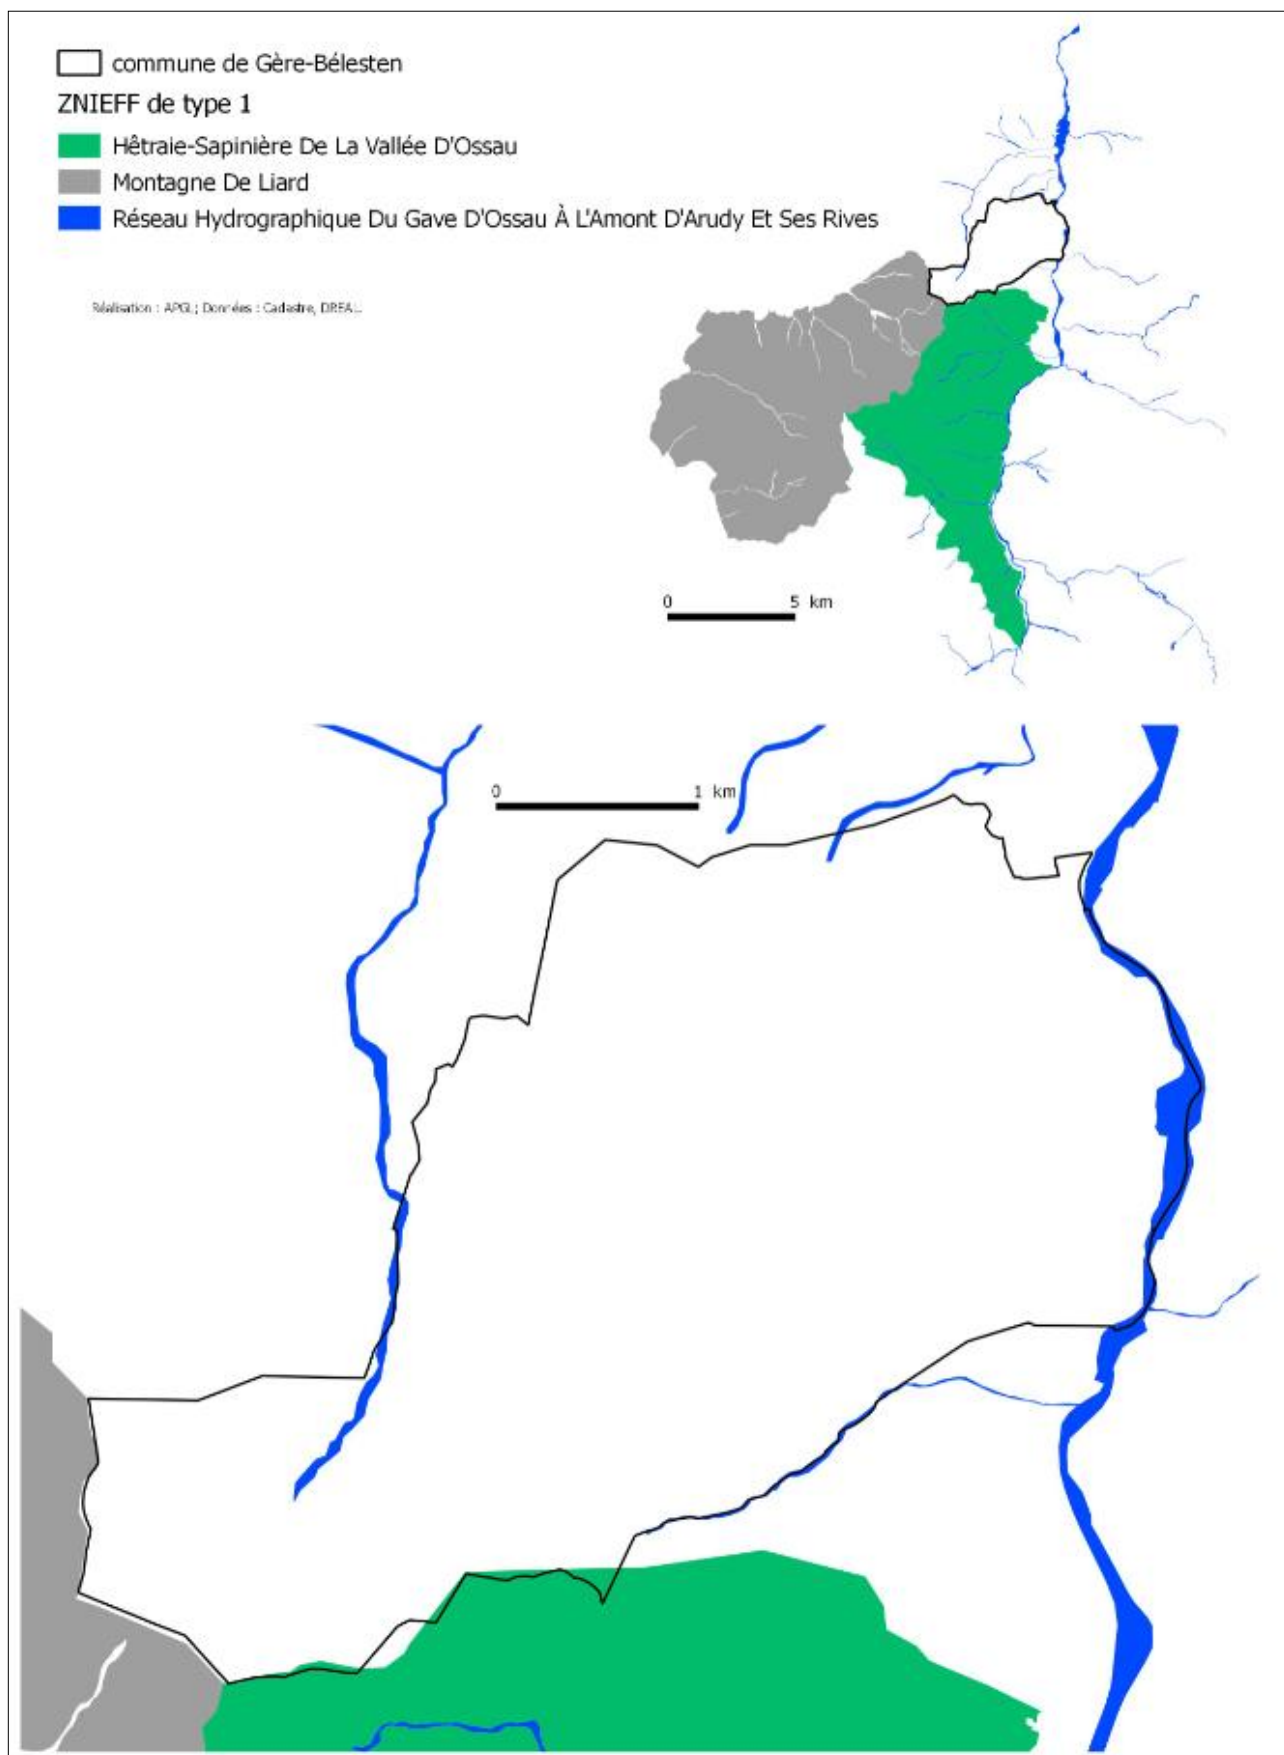 commune de Gère-Bélesten
ZNIEFF de type 1
Hêtraie-Sapinière De La Vallée D'Ossau
Montagne De Liard
Réseau Hydrographique Du Gave D'Ossau À L'Amont D'Arudy Et Ses Rives
Réalisation : APGL; Données : Cadastre, DREAL.
0 5 km
0 1 km